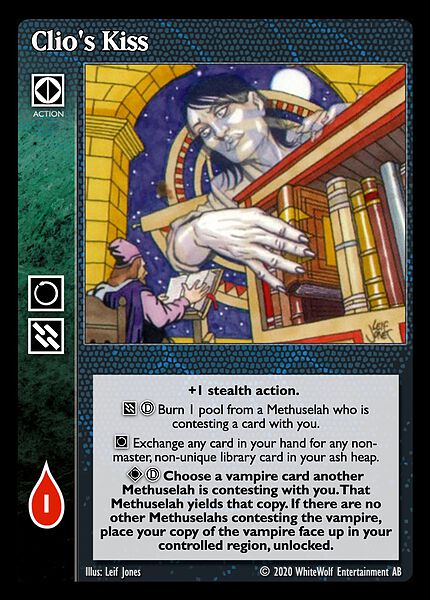 Clio's Kiss
ACTION
LEIF
JONES
+1 stealth action.
D Burn 1 pool from a Methuselah who is
contesting a card with you.
Exchange any card in your hand for any non-
master, non-unique library card in your ash heap.
D Choose a vampire card another
Methuselah is contesting with you. That
Methuselah yields that copy. If there are no
other Methuselahs contesting the vampire,
place your copy of the vampire face up in your
controlled region, unlocked.
1
Illus: Leif Jones
© 2020 WhiteWolf Entertainment AB